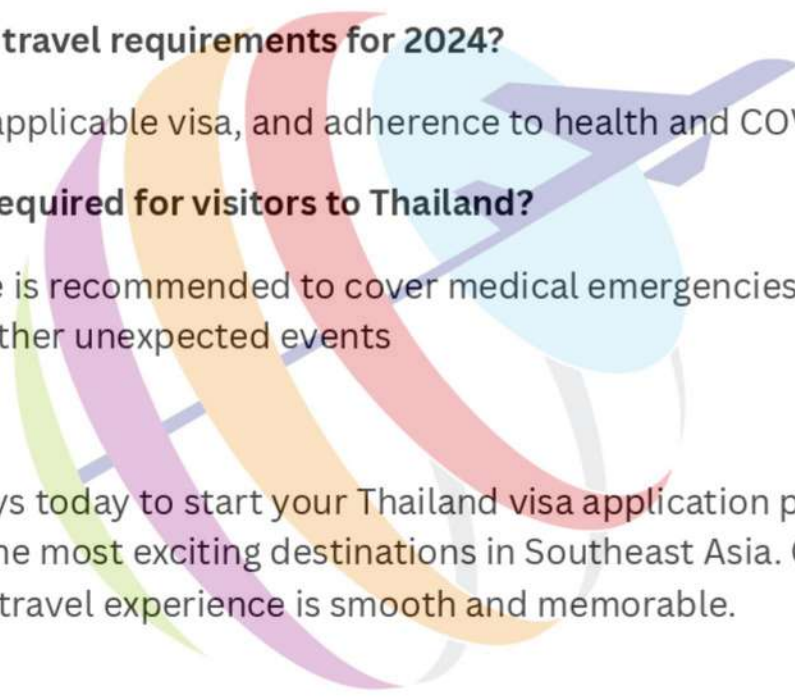 travel requirements for 2024?
applicable visa, and adherence to health and CO
equired for visitors to Thailand?
is recommended to cover medical emergencies
ther unexpected events
ys today to start your Thailand visa application p
he most exciting destinations in Southeast Asia.
travel experience is smooth and memorable.